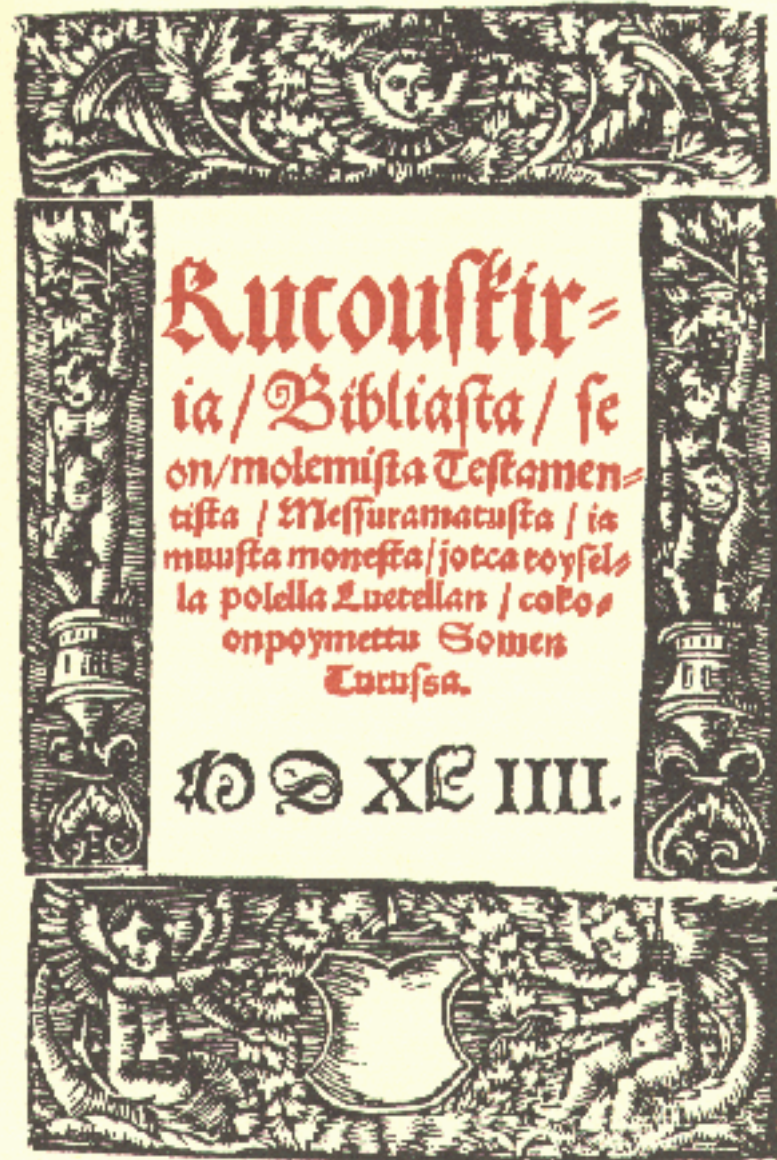 Rucouſkir⸗
ia / Bibliaſta / ſe
on / molemiſta Teſtamen⸗
tiſta / Meſſuramatuſta / ia
muuſta moneſta / jotca toyſel⸗
la polella Luetellan / coko⸗
onpoymettu Somen
Turuſſa.
M D XL IIII.